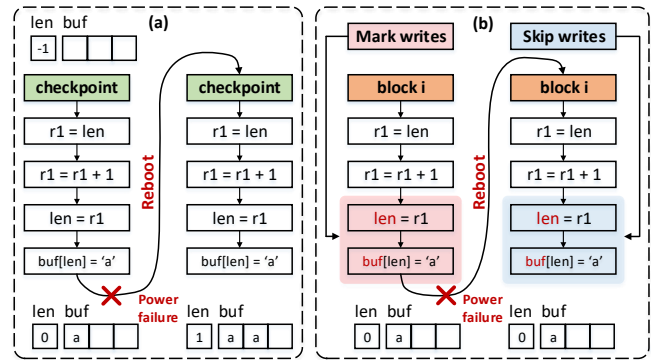 len buf
(a)
-1
checkpoint
r1 = len
r1 = r1 + 1
len = r1
buf[len] = ‘a’
Reboot
Power
failure
checkpoint
r1 = len
r1 = r1 + 1
len = r1
buf[len] = ‘a’
len buf
0 a
len buf
1 a a
(b)
Mark writes
Skip writes
block i
r1 = len
r1 = r1 + 1
len = r1
buf[len] = ‘a’
Reboot
Power
failure
block i
r1 = len
r1 = r1 + 1
len = r1
buf[len] = ‘a’
len buf
0 a
len buf
0 a